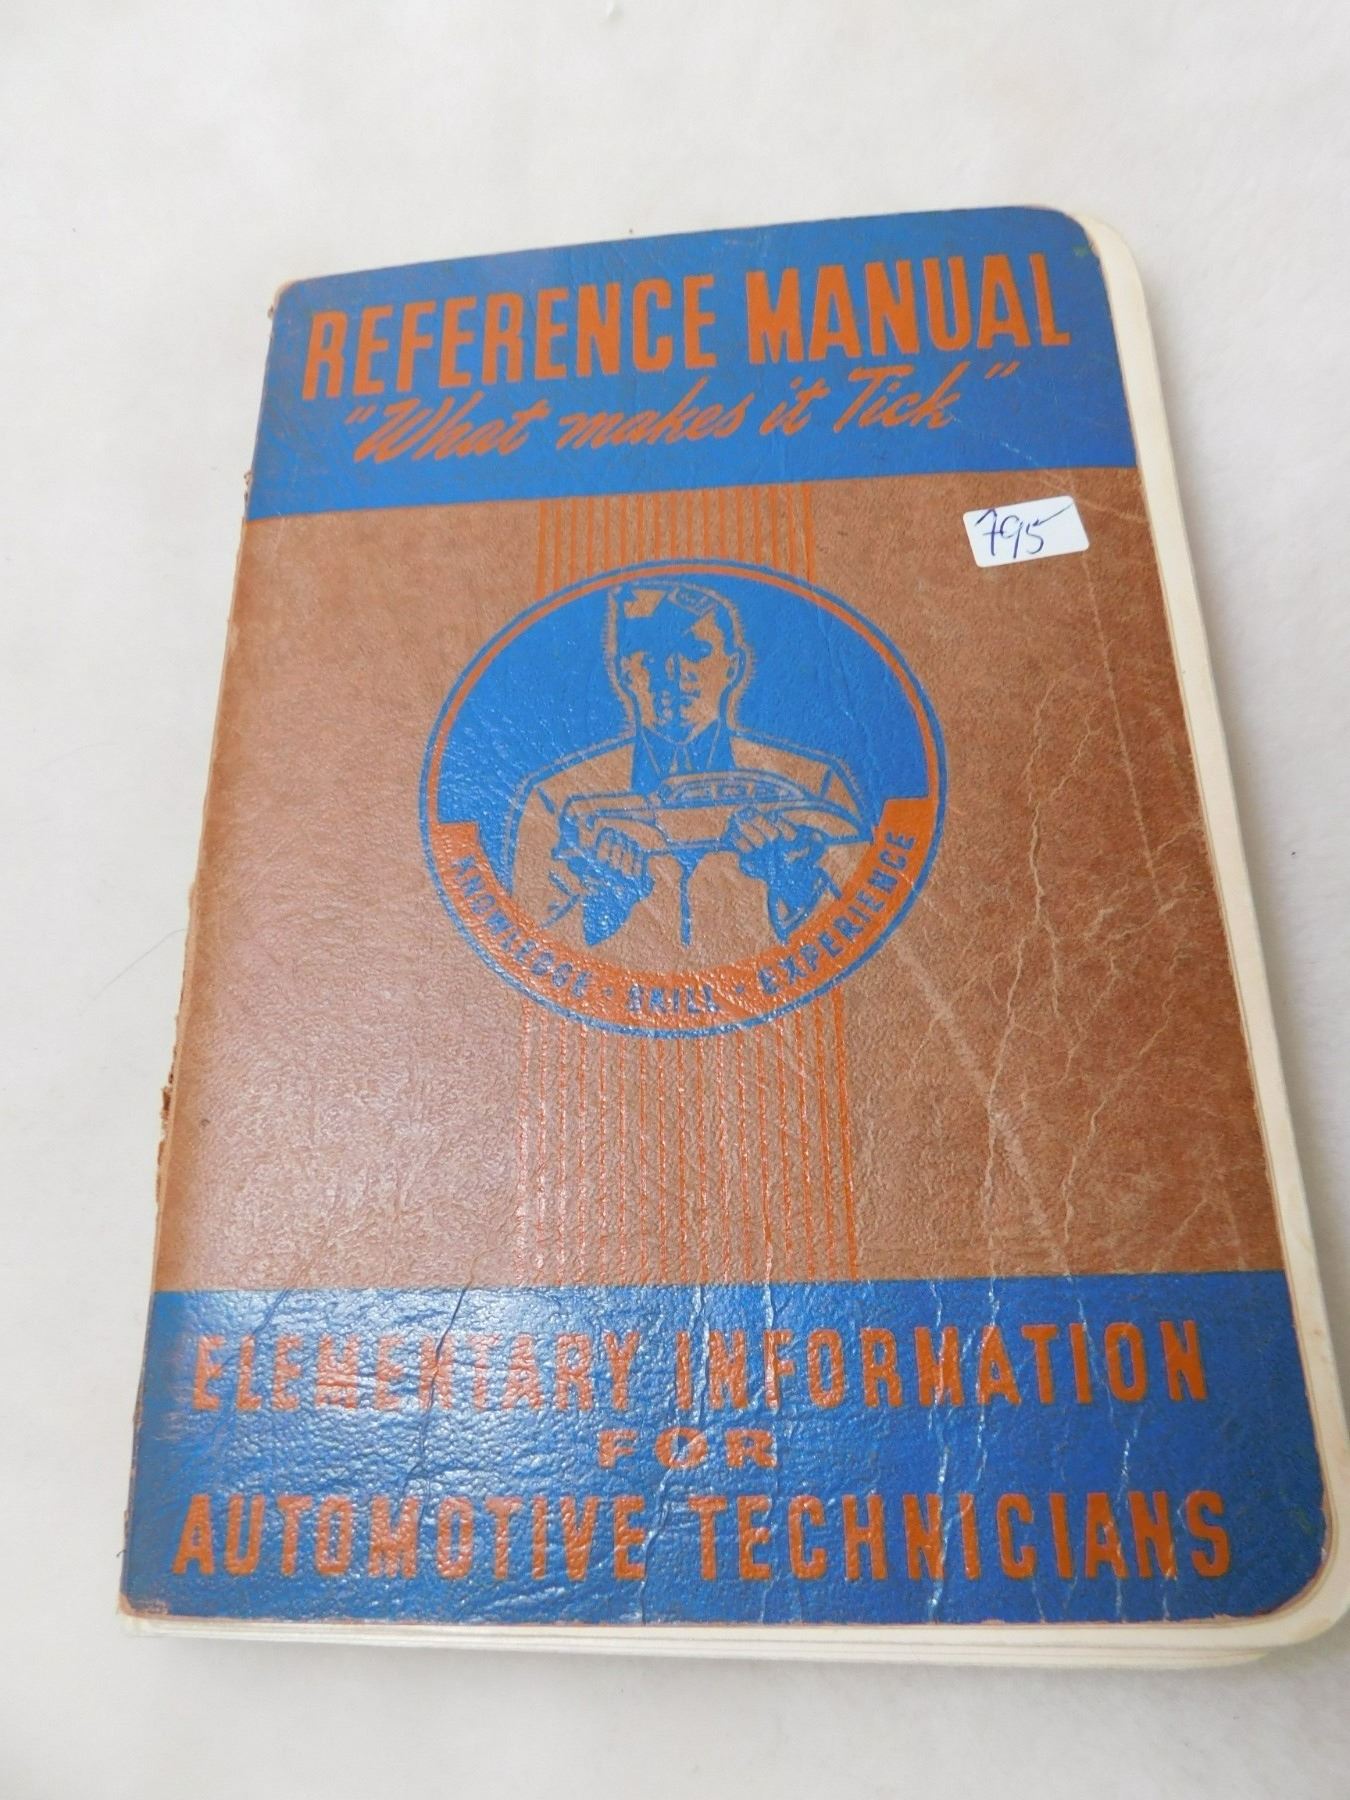 REFERENCE MANUAL
"What makes it Tick"
795
KNOWLEDGE · SKILL · EXPERIENCE
ELEMENTARY INFORMATION
FOR
AUTOMOTIVE TECHNICIANS